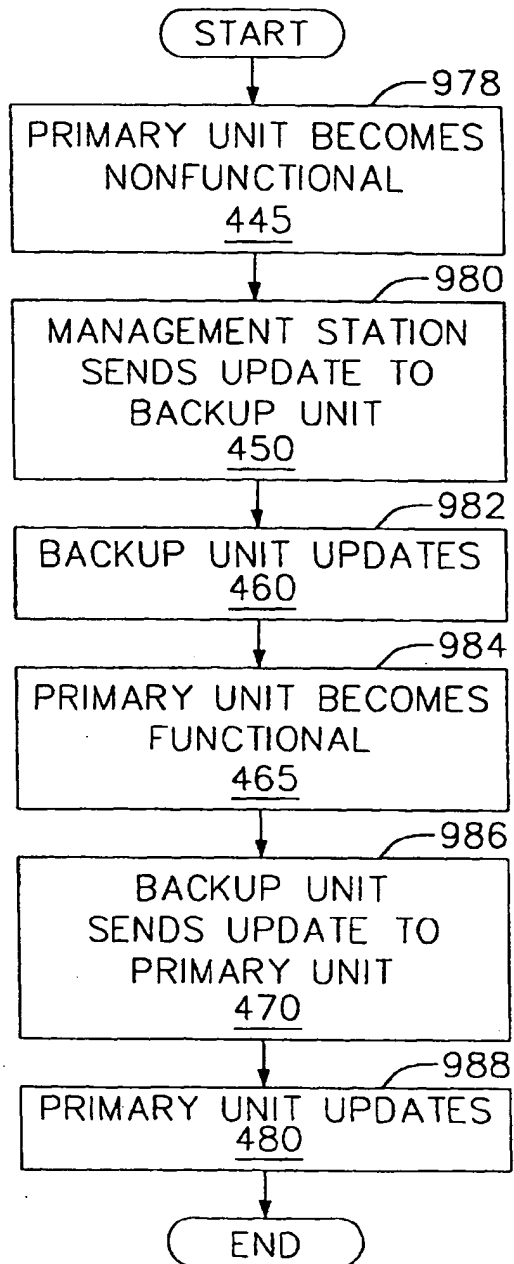 START
978
PRIMARY UNIT BECOMES
NONFUNCTIONAL
445
980
MANAGEMENT STATION
SENDS UPDATE TO
BACKUP UNIT
450
982
BACKUP UNIT UPDATES
460
984
PRIMARY UNIT BECOMES
FUNCTIONAL
465
986
BACKUP UNIT
SENDS UPDATE TO
PRIMARY UNIT
470
988
PRIMARY UNIT UPDATES
480
END